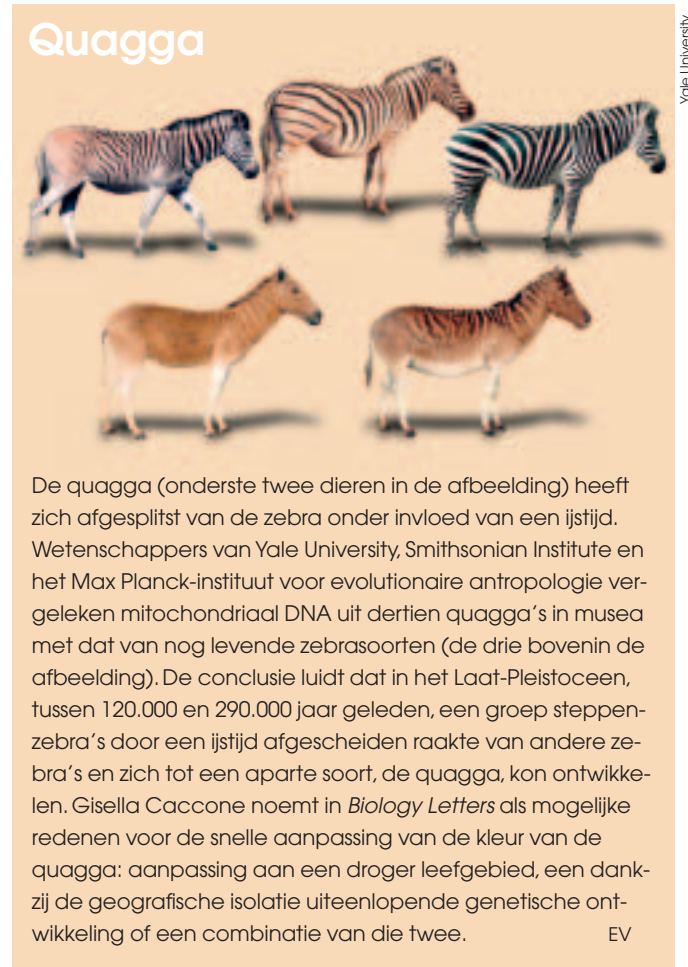 Quagga
Yale University
De quagga (onderste twee dieren in de afbeelding) heeft
zich afgesplitst van de zebra onder invloed van een ijstijd.
Wetenschappers van Yale University, Smithsonian Institute en
het Max Planck-instituut voor evolutionaire antropologie ver-
geleken mitochondriaal DNA uit dertien quagga's in musea
met dat van nog levende zebrasoorten (de drie bovenin de
afbeelding). De conclusie luidt dat in het Laat-Pleistoceen,
tussen 120.000 en 290.000 jaar geleden, een groep steppen-
zebra's door een ijstijd afgescheiden raakte van andere ze-
bra's en zich tot een aparte soort, de quagga, kon ontwikke-
len. Gisella Caccone noemt in Biology Letters als mogelijke
redenen voor de snelle aanpassing van de kleur van de
quagga: aanpassing aan een droger leefgebied, een dank-
zij de geografische isolatie uiteenlopende genetische ont-
wikkeling of een combinatie van die twee. EV